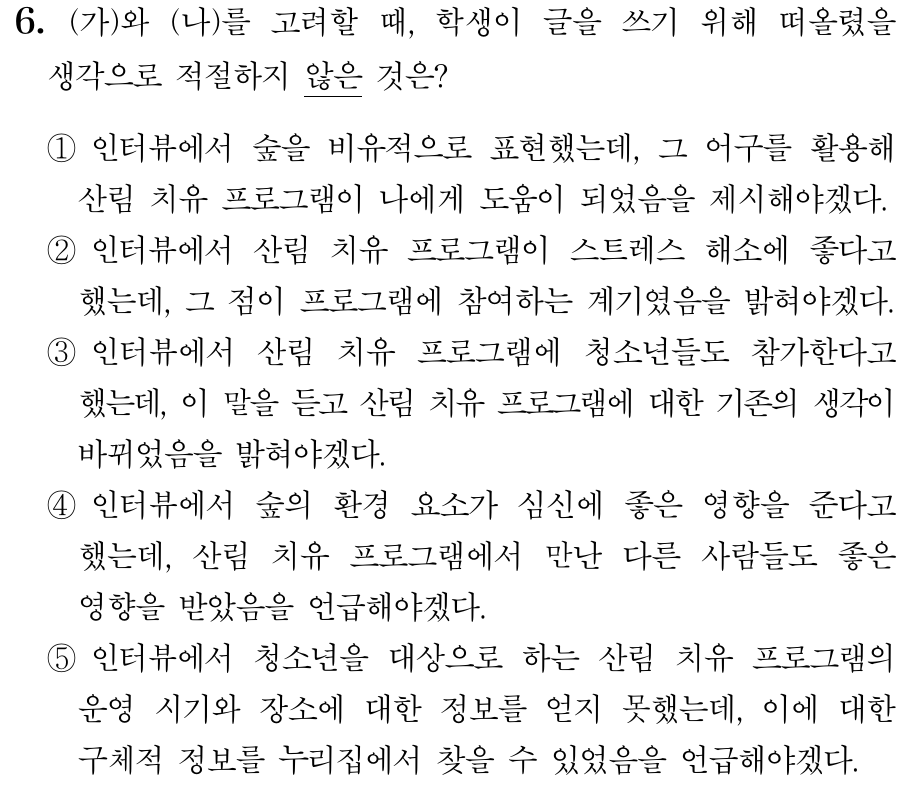 6. (가)와 (나)를 고려할 때, 학생이 글을 쓰기 위해 떠올렸을
생각으로 적절하지 않은 것은?
① 인터뷰에서 숲을 비유적으로 표현했는데, 그 어구를 활용해
산림 치유 프로그램이 나에게 도움이 되었음을 제시해야겠다.
② 인터뷰에서 산림 치유 프로그램이 스트레스 해소에 좋다고
했는데, 그 점이 프로그램에 참여하는 계기였음을 밝혀야겠다.
③ 인터뷰에서 산림 치유 프로그램에 청소년들도 참가한다고
했는데, 이 말을 듣고 산림 치유 프로그램에 대한 기존의 생각이
바뀌었음을 밝혀야겠다.
④ 인터뷰에서 숲의 환경 요소가 심신에 좋은 영향을 준다고
했는데, 산림 치유 프로그램에서 만난 다른 사람들도 좋은
영향을 받았음을 언급해야겠다.
⑤ 인터뷰에서 청소년을 대상으로 하는 산림 치유 프로그램의
운영 시기와 장소에 대한 정보를 얻지 못했는데, 이에 대한
구체적 정보를 누리집에서 찾을 수 있었음을 언급해야겠다.